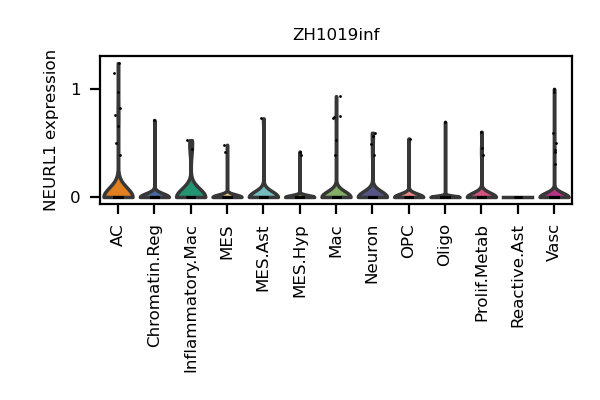 ZH1019inf
NEURL1 expression
1
0
AC
Chromatin.Reg
Inflammatory.Mac
MES
MES.Ast
MES.Hyp
Mac
Neuron
OPC
Oligo
Prolif.Metab
Reactive.Ast
Vasc